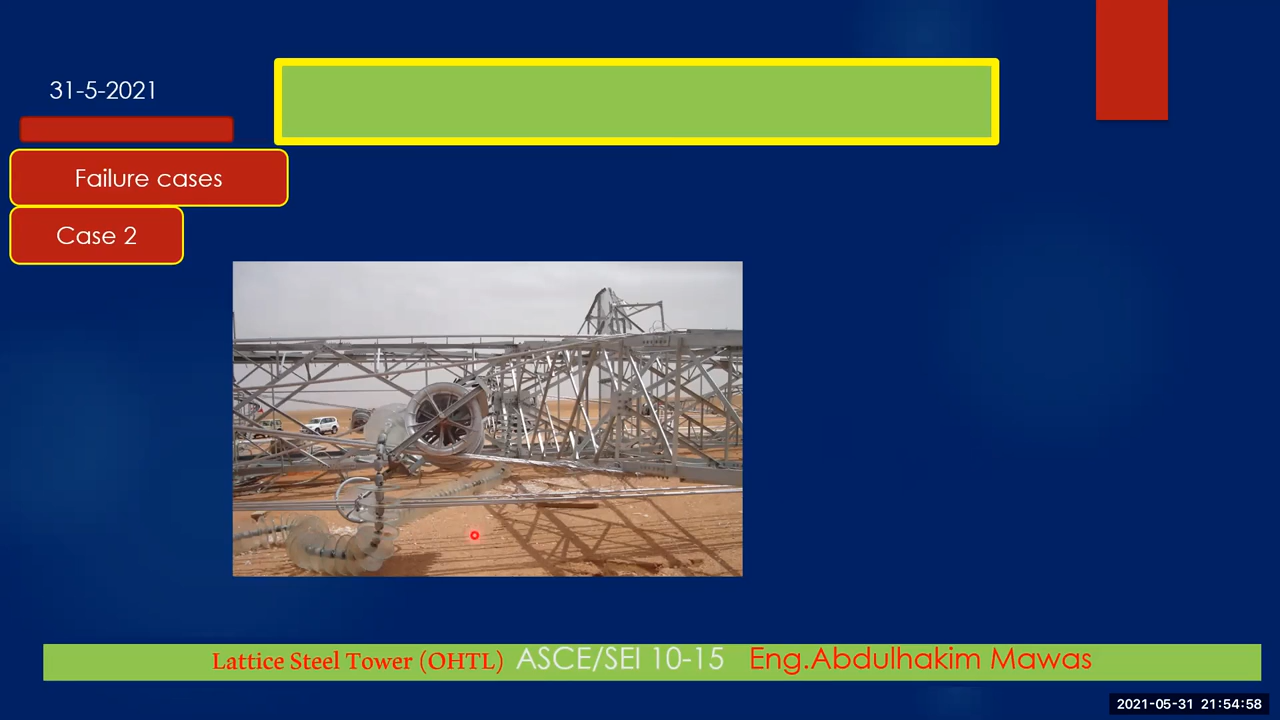 31-5-2021
Failure cases
Case 2
Lattice Steel Tower (OHTL) ASCE/SEI 10-15 Eng.Abdulhakim Mawas
2021-05-31 21:54:58